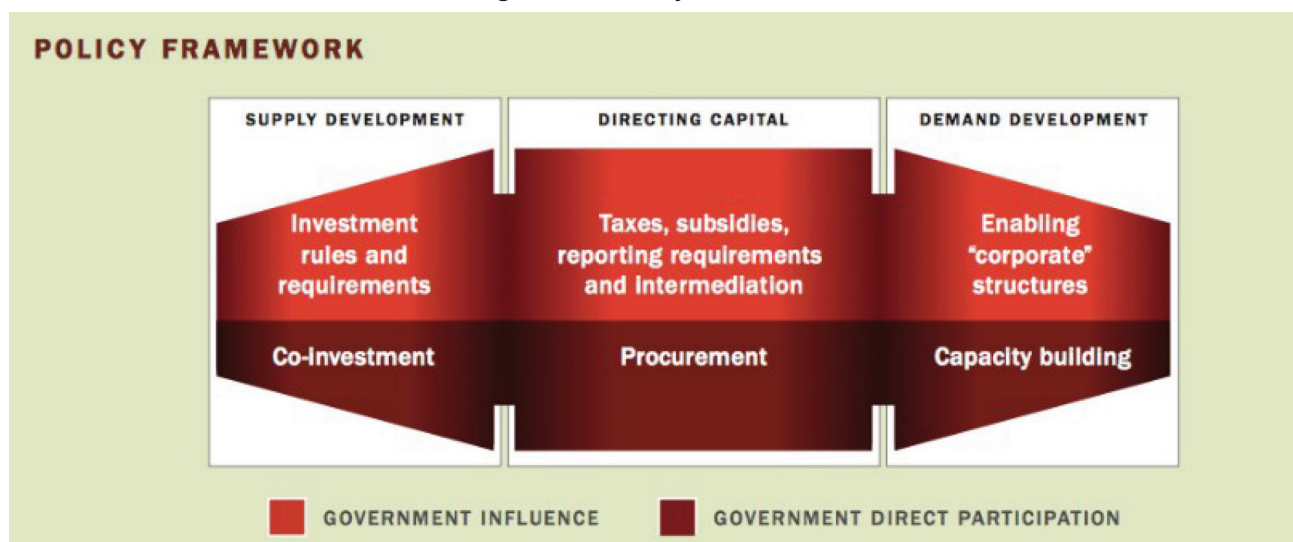 POLICY FRAMEWORK
SUPPLY DEVELOPMENT
DIRECTING CAPITAL
DEMAND DEVELOPMENT
Investment
rules and
requirements
Taxes, subsidies,
reporting requirements
and intermediation
Enabling
“corporate”
structures
Co-investment
Procurement
Capacity building
GOVERNMENT INFLUENCE
GOVERNMENT DIRECT PARTICIPATION